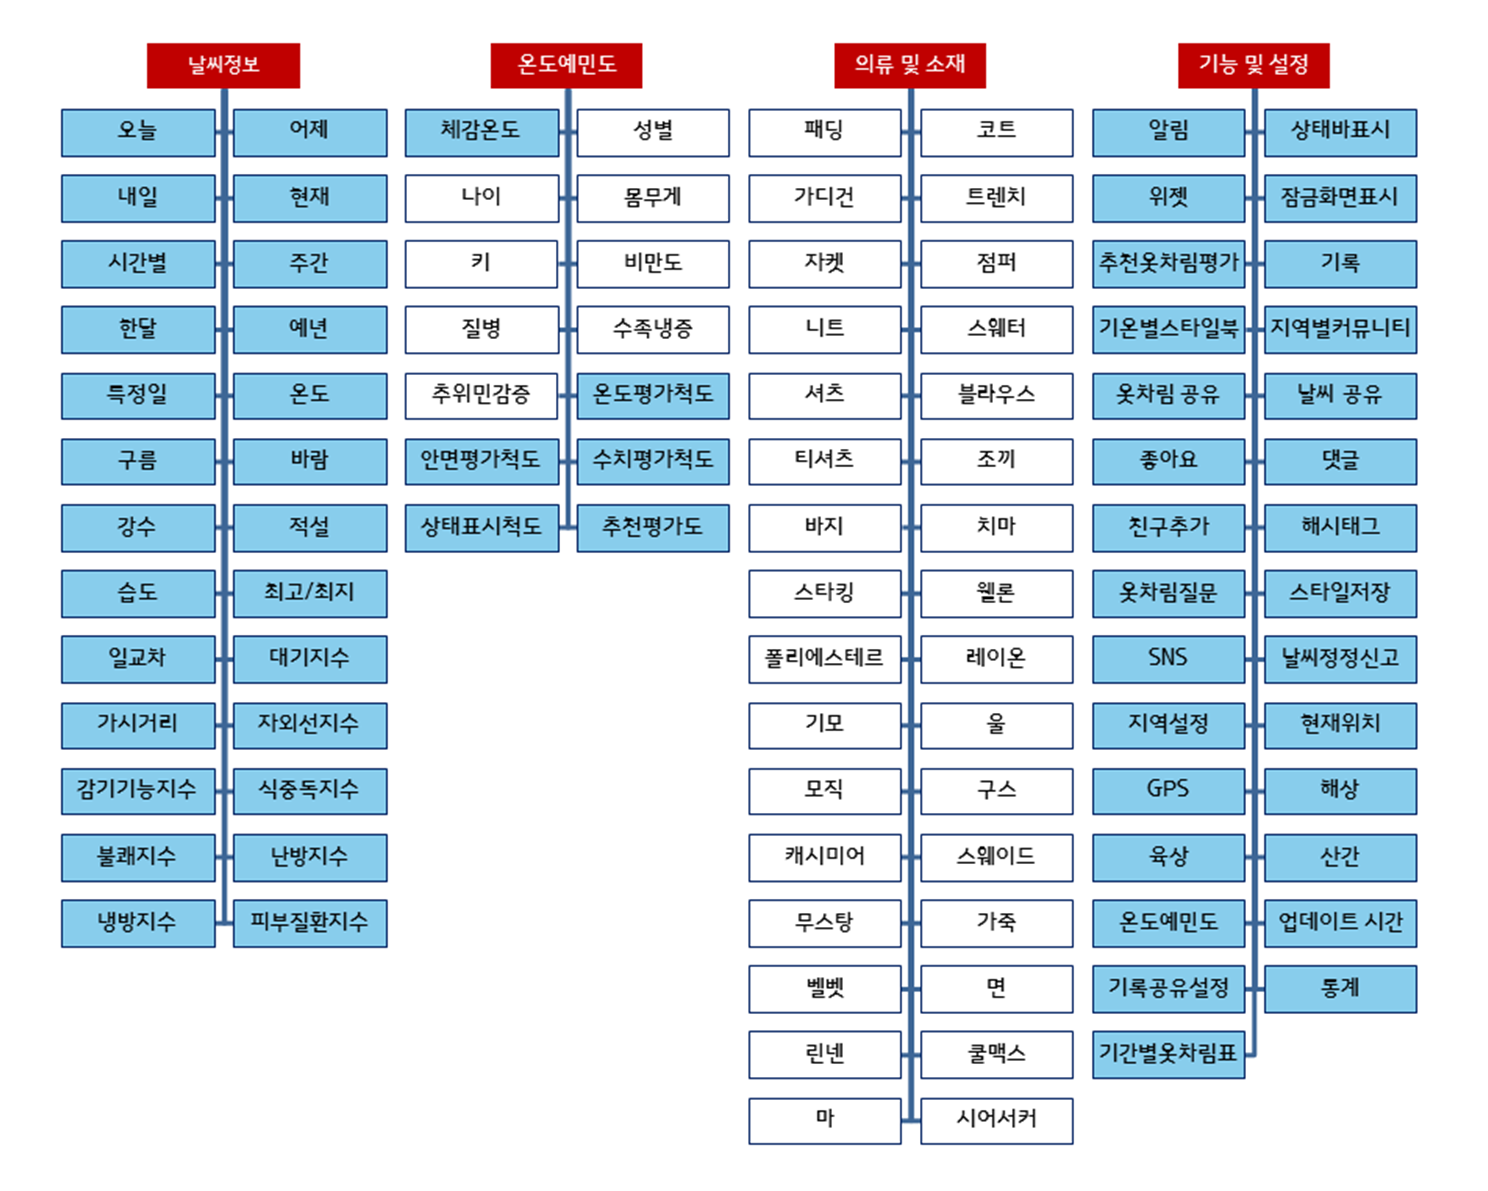 날씨정보
오늘
어제
내일
현재
시간별
주간
한달
예년
특정일
온도
구름
바람
강수
적설
습도
최고/최지
일교차
대기지수
가시거리
자외선지수
감기기능지수
식중독지수
불쾌지수
난방지수
냉방지수
피부질환지수
온도예민도
체감온도
성별
나이
몸무게
키
비만도
질병
수족냉증
추위민감증
온도평가척도
안면평가척도
수치평가척도
상태표시척도
추천평가도
의류 및 소재
패딩
코트
가디건
트렌치
자켓
점퍼
니트
스웨터
셔츠
블라우스
티셔츠
조끼
바지
치마
스타킹
웰론
폴리에스테르
레이온
기모
울
모직
구스
캐시미어
스웨이드
무스탕
가죽
벨벳
면
린넨
쿨맥스
마
시어서커
기능 및 설정
알림
상태바표시
위젯
잠금화면표시
추천옷차림평가
기록
기온별스타일북
지역별커뮤니티
옷차림 공유
날씨 공유
좋아요
댓글
친구추가
해시태그
옷차림질문
스타일저장
SNS
날씨정정신고
지역설정
현재위치
GPS
해상
육상
산간
온도예민도
업데이트 시간
기록공유설정
통계
기간별옷차림표